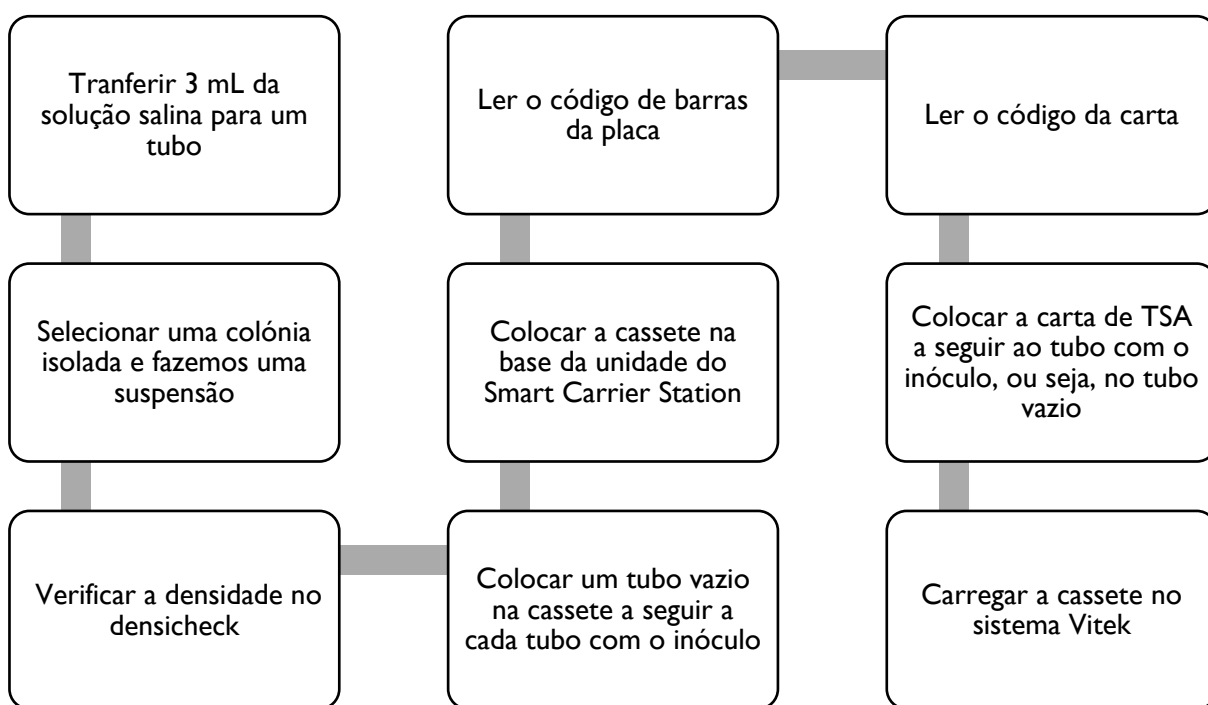 Tranferir 3 mL da
solução salina para um
tubo
Selecionar uma colónia
isolada e fazemos uma
suspensão
Verificar a densidade no
densicheck
Colocar um tubo vazio
na cassete a seguir a
cada tubo com o inóculo
Colocar a cassete na
base da unidade do
Smart Carrier Station
Ler o código de barras
da placa
Ler o código da carta
Colocar a carta de TSA
a seguir ao tubo com o
inóculo, ou seja, no tubo
vazio
Carregar a cassete no
sistema Vitek